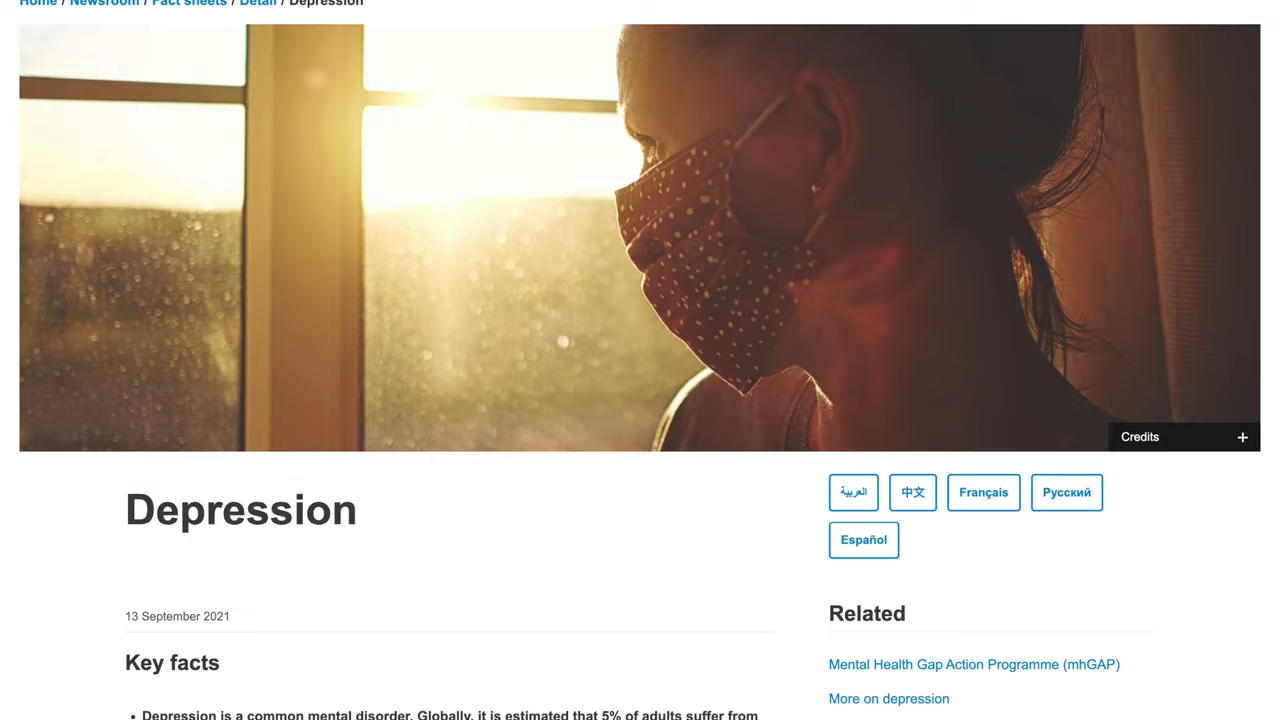 Home / Newsroom / Fact sheets / Detail / Depression
Credits +
Depression
العربية
中文
Français
Русский
Español
13 September 2021
Key facts
• Depression is a common mental disorder. Globally, it is estimated that 5% of adults suffer from
Related
Mental Health Gap Action Programme (mhGAP)
More on depression